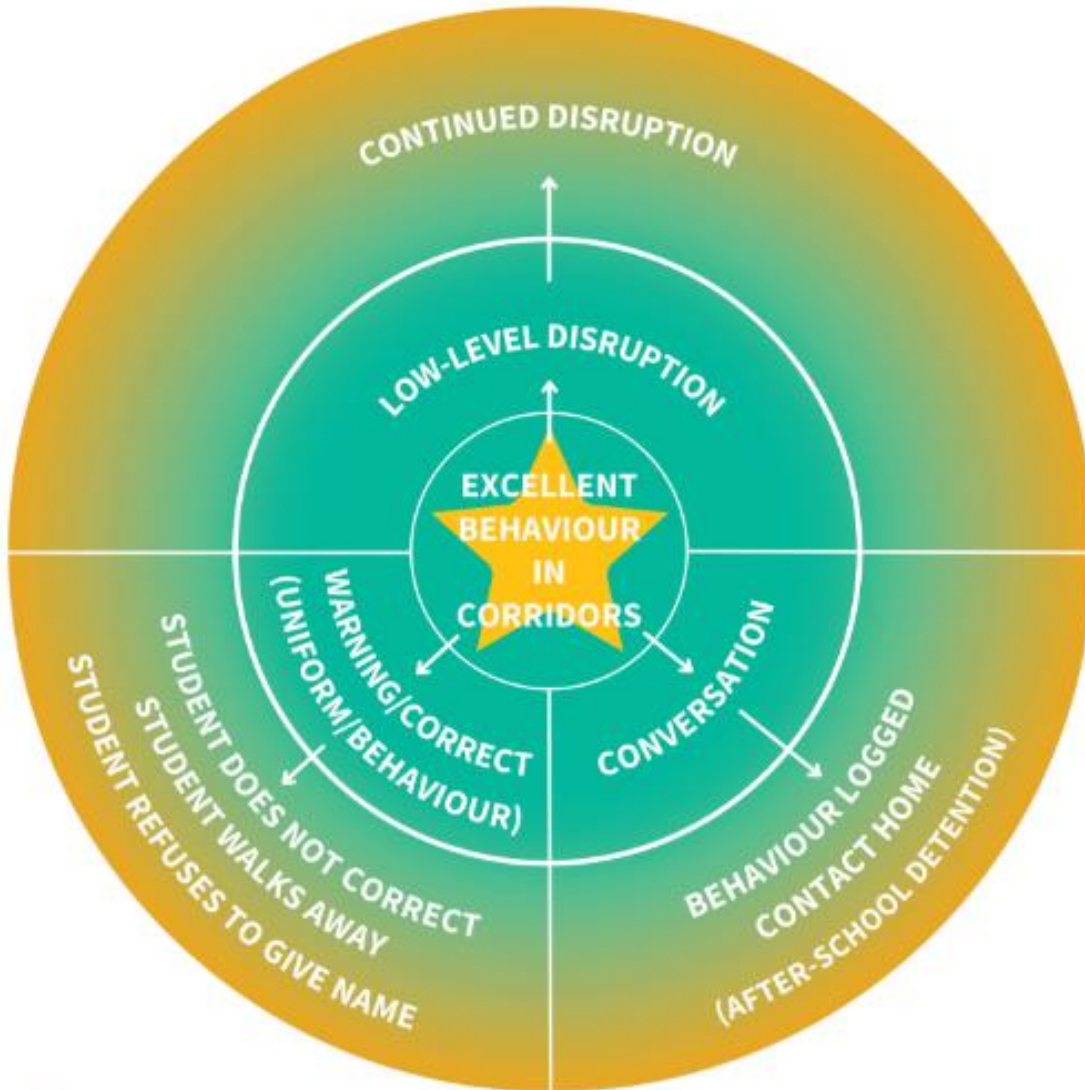 CONTINUED DISRUPTION
LOW-LEVEL DISRUPTION
EXCELLENT
BEHAVIOUR
IN
CORRIDORS
WARNING/CORRECT
(UNIFORM/BEHAVIOUR)
STUDENT DOES NOT CORRECT
STUDENT WALKS AWAY
STUDENT REFUSES TO GIVE NAME
CONVERSATION
BEHAVIOUR LOGGED
CONTACT HOME
(AFTER-SCHOOL DETENTION)